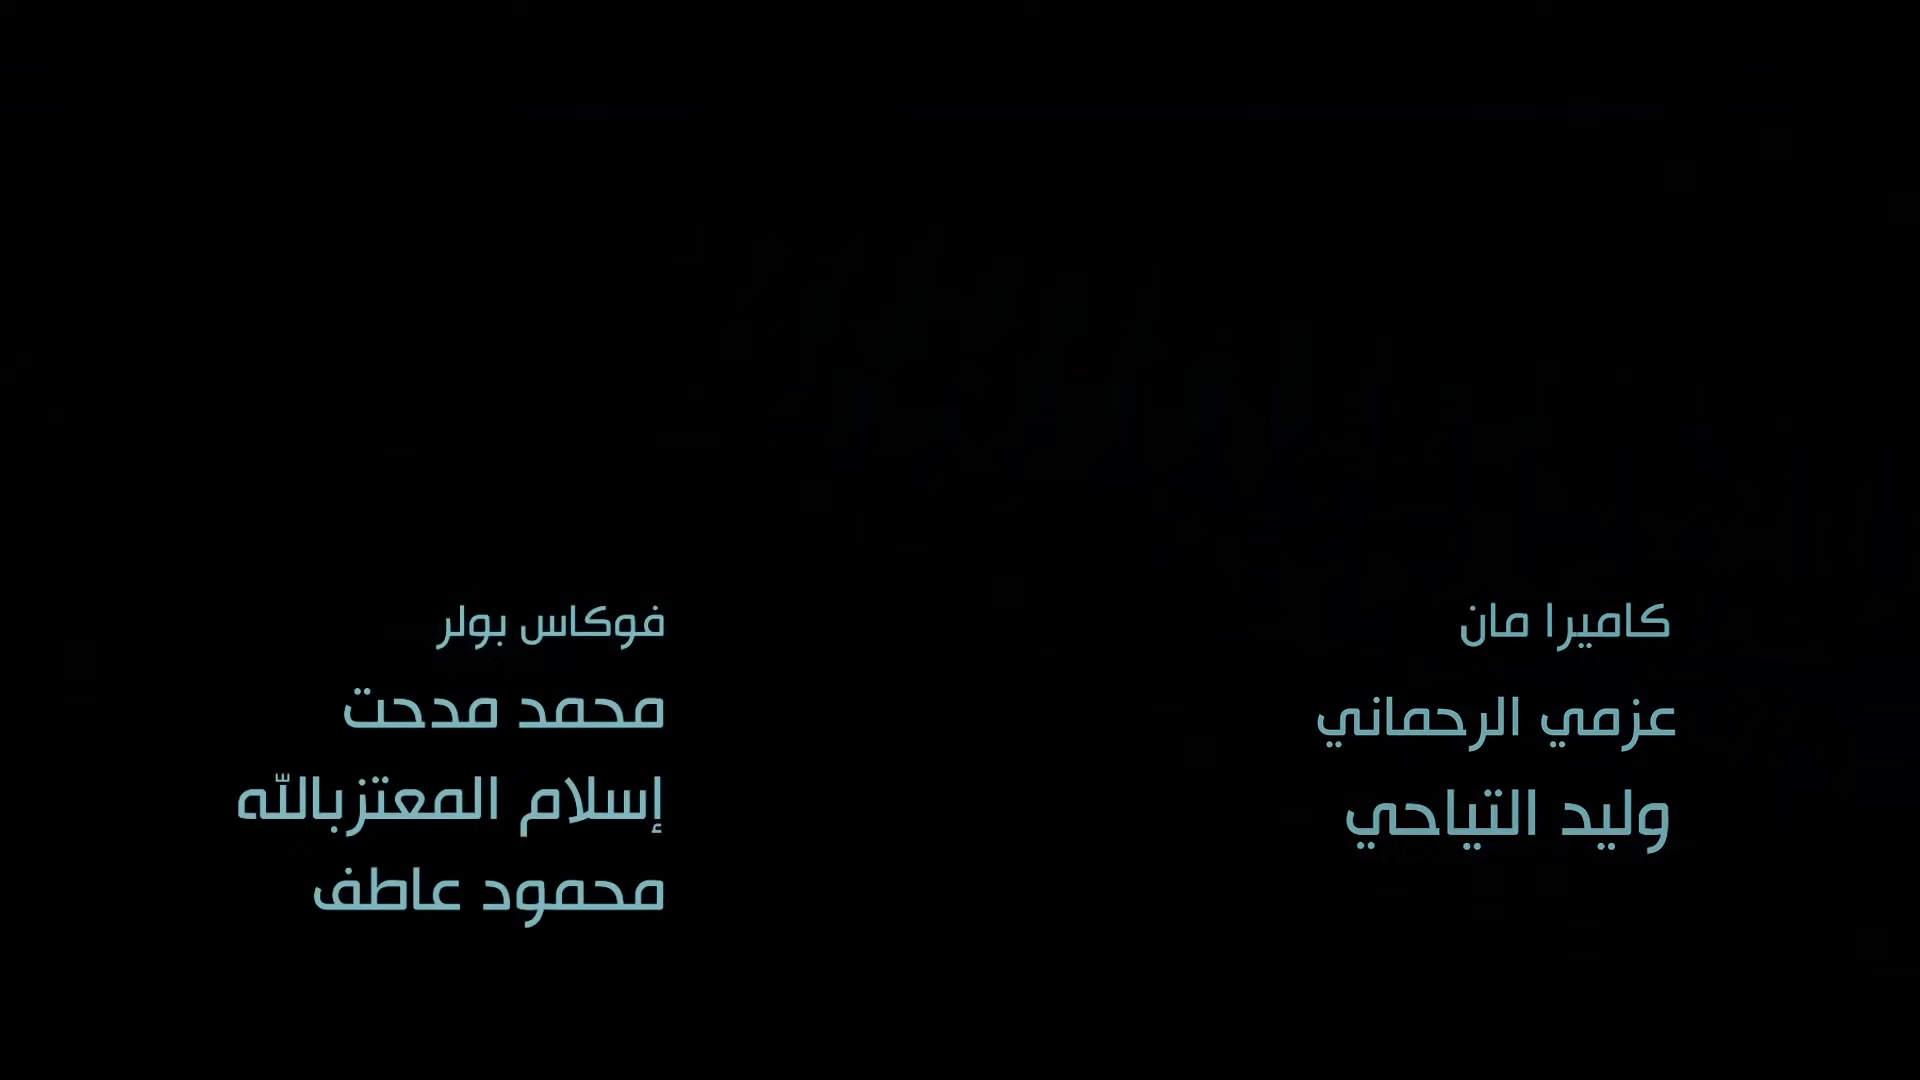 كاميرا مان
عزمي الرحماني
وليد التياحي
فوكاس بولر
محمد مدحت
إسلام المعتزبالله
محمود عاطف